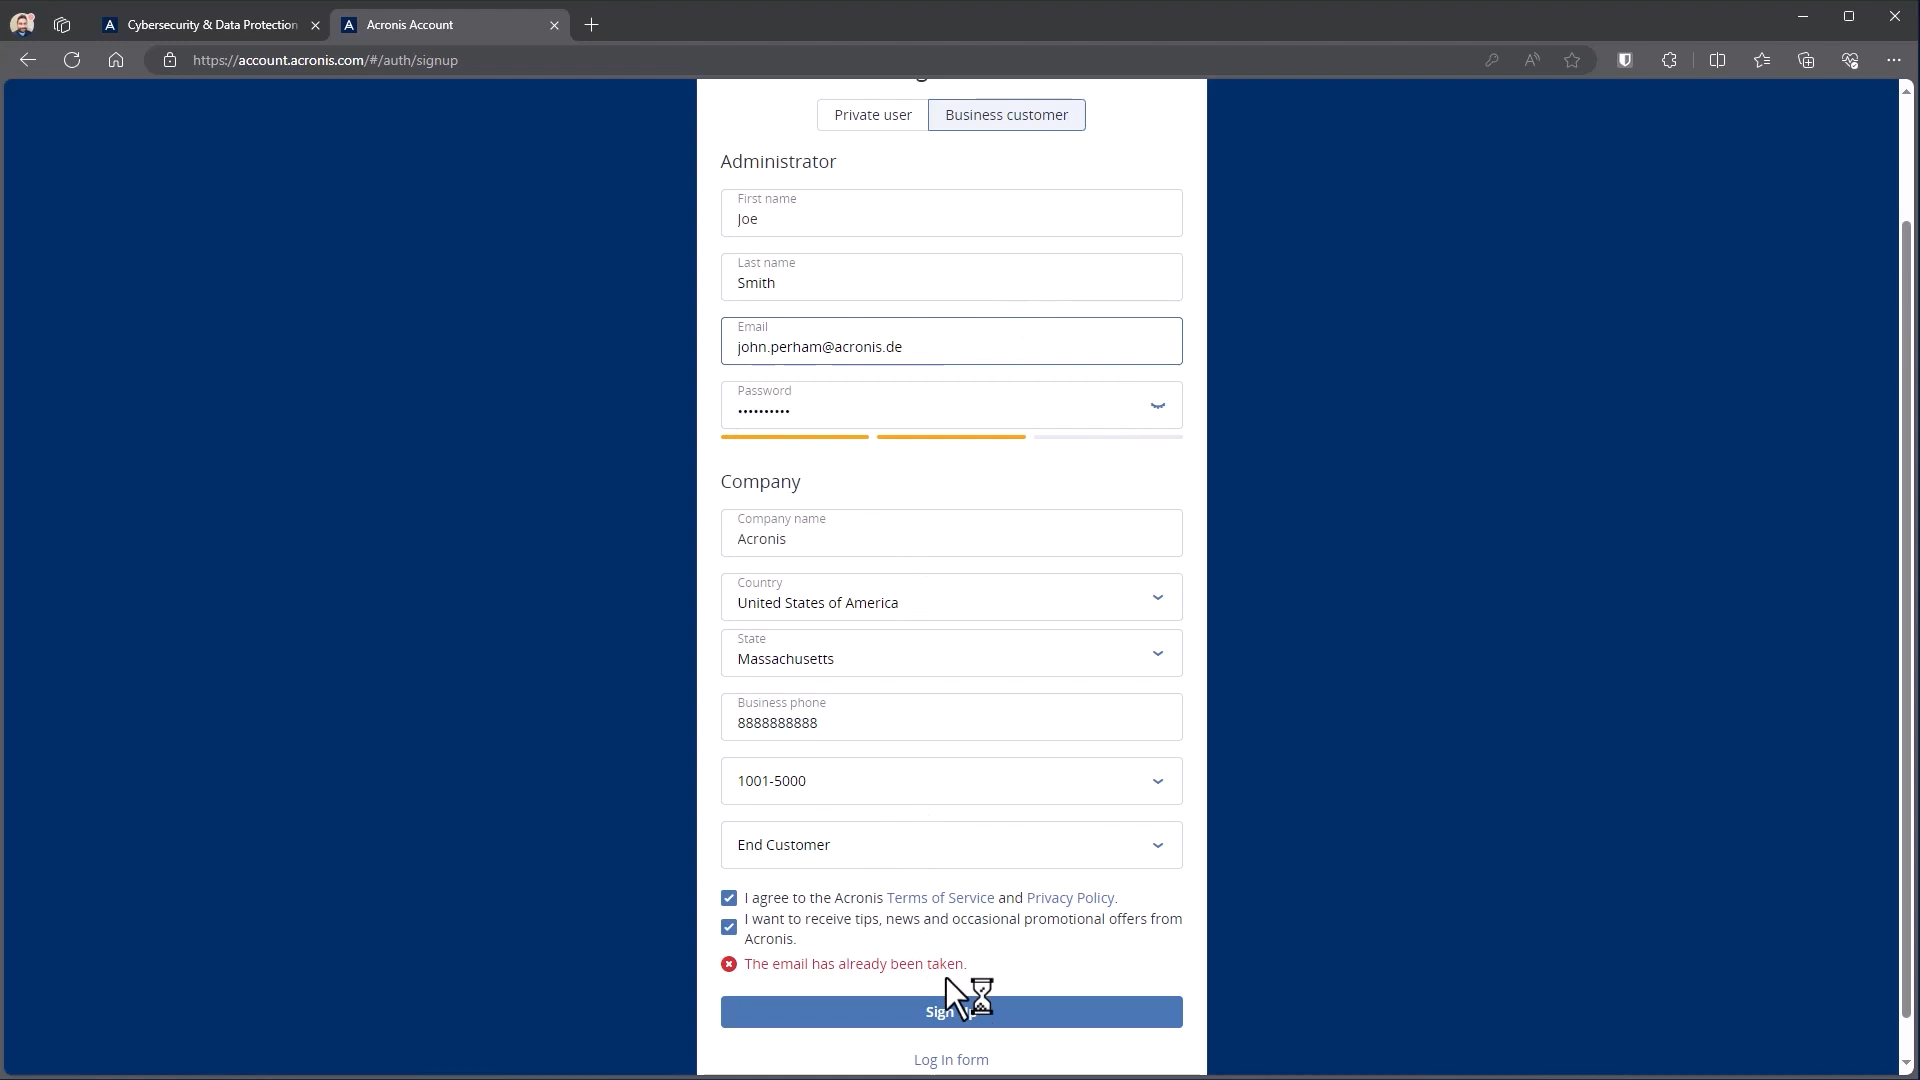 Cybersecurity & Data Protection
Acronis Account
https://account.acronis.com/#/auth/signup
Private user
Business customer
Administrator
First name
Joe
Last name
Smith
Email
john.perham@acronis.de
Password
••••••••••
Company
Company name
Acronis
Country
United States of America
State
Massachusetts
Business phone
8888888888
1001-5000
End Customer
I agree to the Acronis Terms of Service and Privacy Policy.
I want to receive tips, news and occasional promotional offers from
Acronis.
The email has already been taken.
Log In form